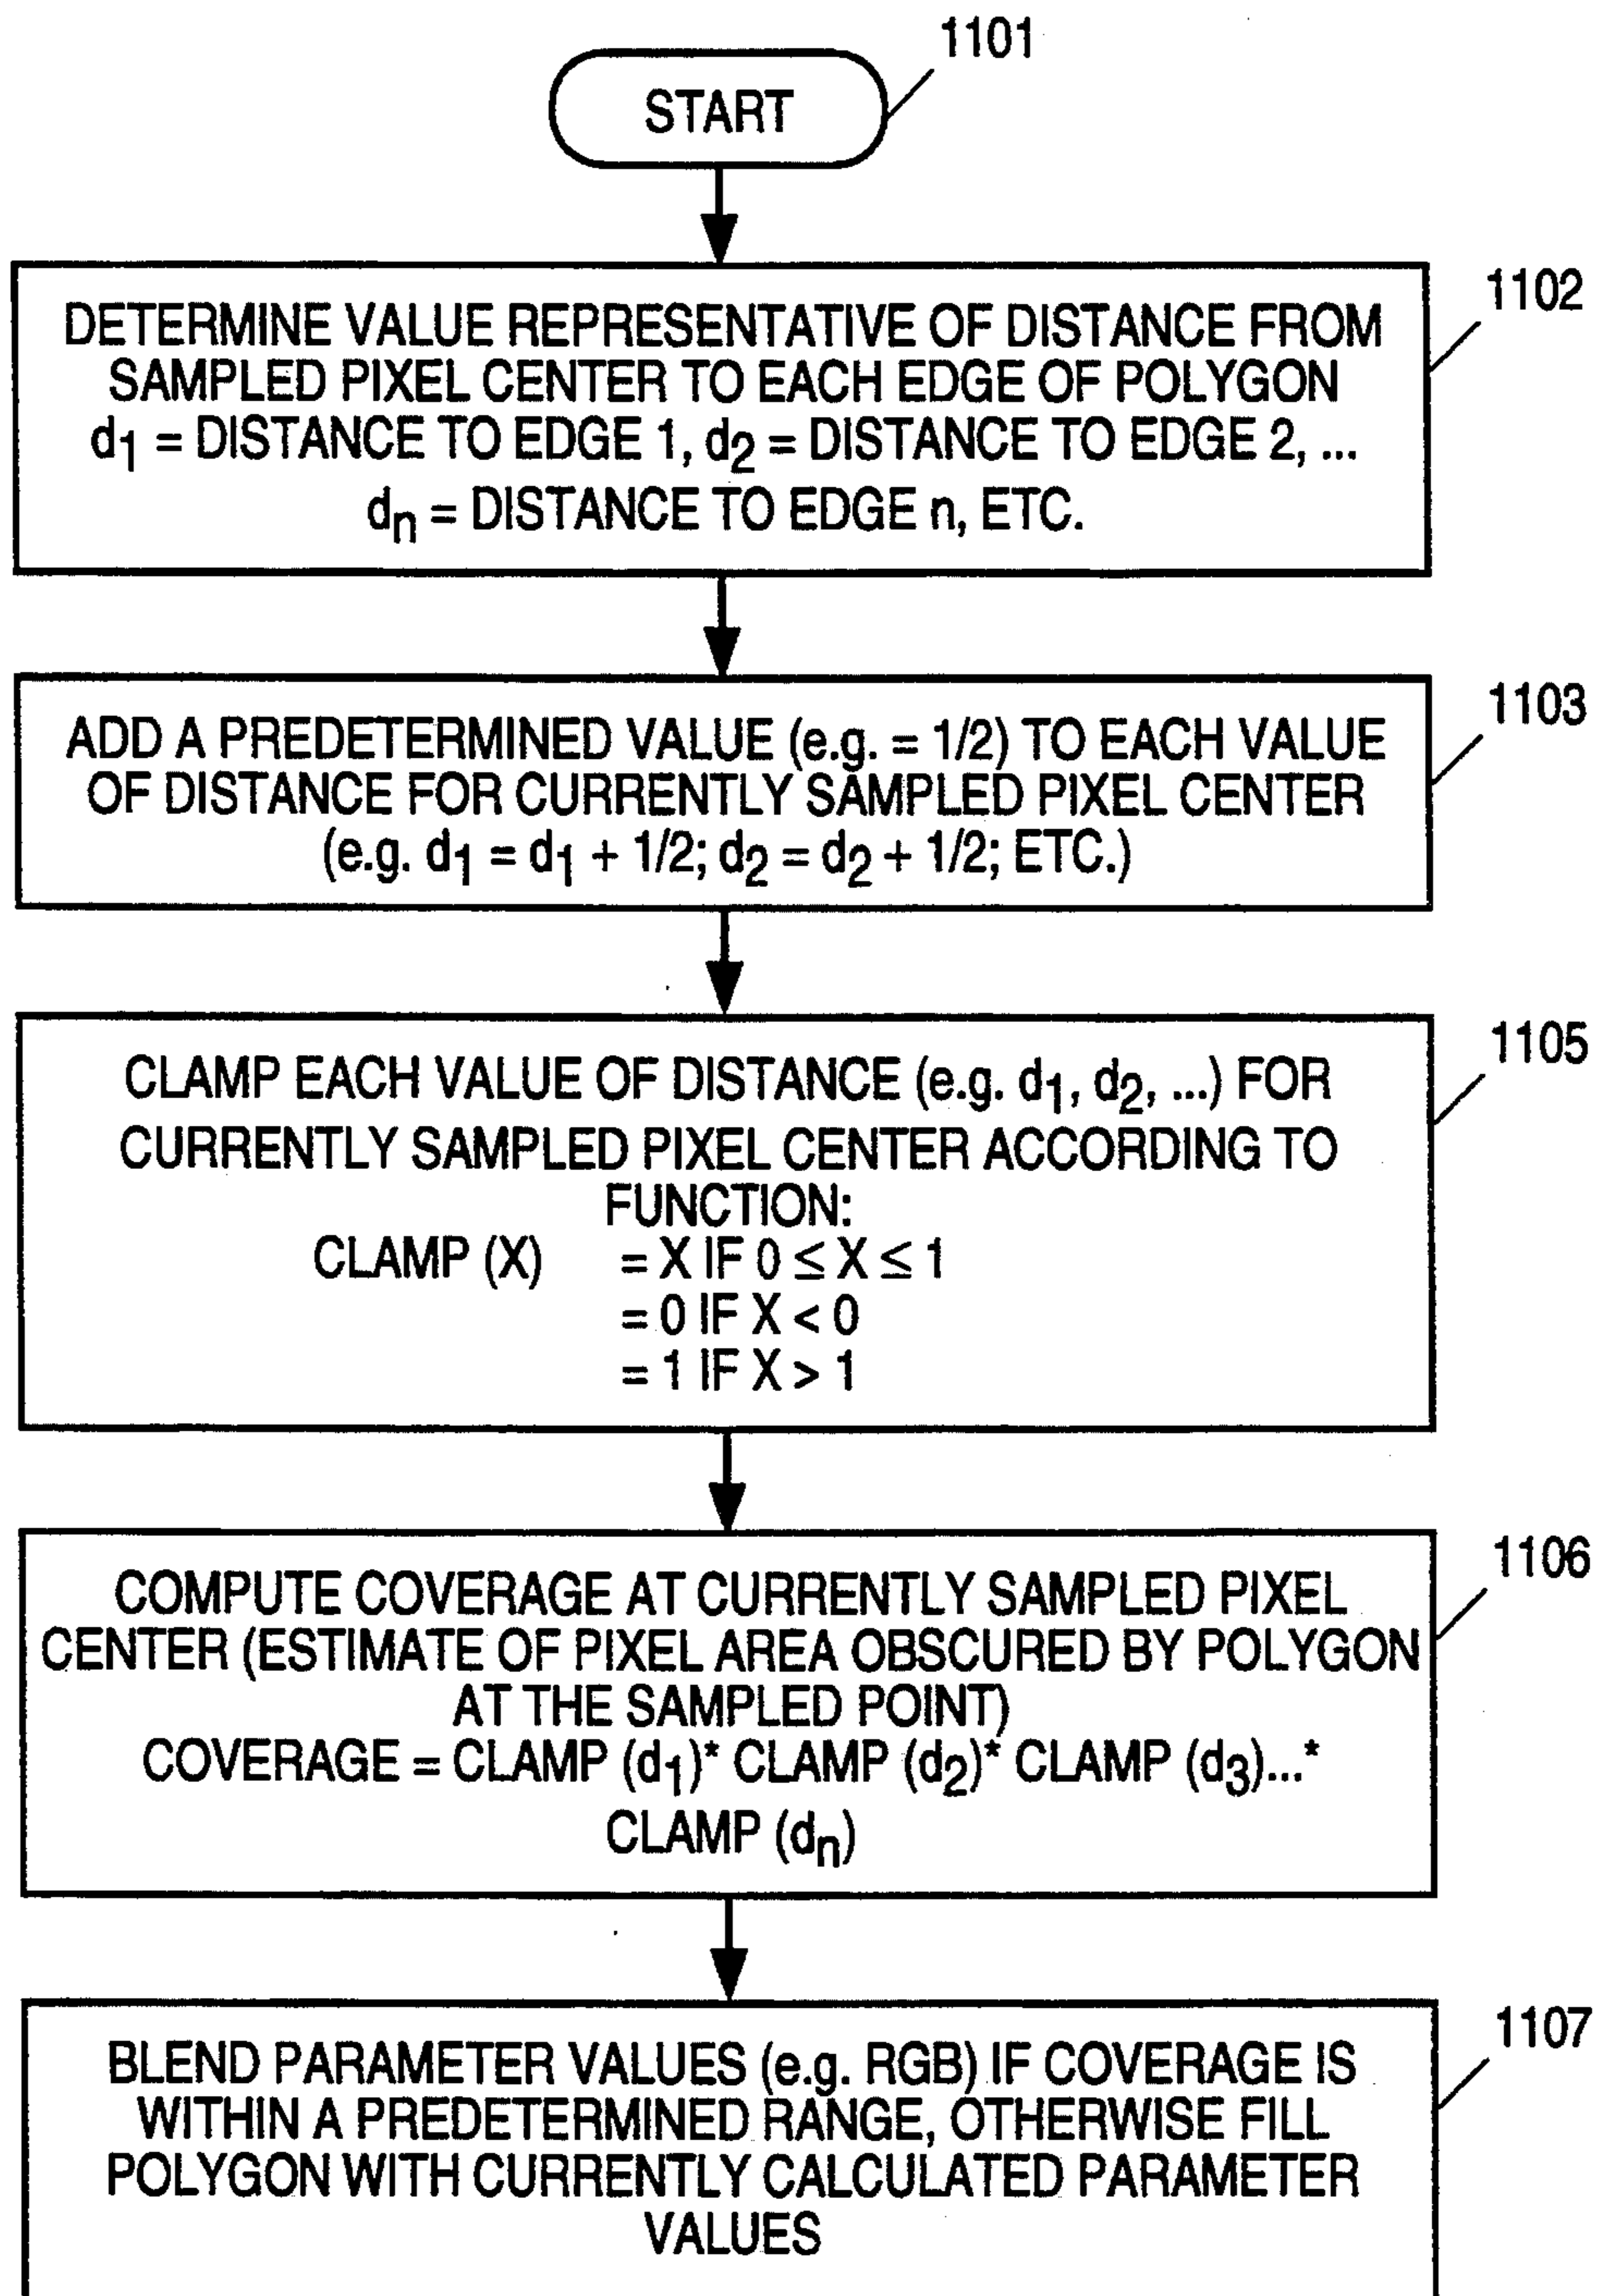 1101
START
1102
DETERMINE VALUE REPRESENTATIVE OF DISTANCE FROM
SAMPLED PIXEL CENTER TO EACH EDGE OF POLYGON
d1 = DISTANCE TO EDGE 1, d2 = DISTANCE TO EDGE 2, ...
dn = DISTANCE TO EDGE n, ETC.
1103
ADD A PREDETERMINED VALUE (e.g. = 1/2) TO EACH VALUE
OF DISTANCE FOR CURRENTLY SAMPLED PIXEL CENTER
(e.g. d1 = d1 + 1/2; d2 = d2 + 1/2; ETC.)
1105
CLAMP EACH VALUE OF DISTANCE (e.g. d1, d2, ...) FOR
CURRENTLY SAMPLED PIXEL CENTER ACCORDING TO
FUNCTION:
CLAMP (X) = X IF 0 ≤ X ≤ 1
= 0 IF X < 0
= 1 IF X > 1
1106
COMPUTE COVERAGE AT CURRENTLY SAMPLED PIXEL
CENTER (ESTIMATE OF PIXEL AREA OBSCURED BY POLYGON
AT THE SAMPLED POINT)
COVERAGE = CLAMP (d1)* CLAMP (d2)* CLAMP (d3)...*
CLAMP (dn)
1107
BLEND PARAMETER VALUES (e.g. RGB) IF COVERAGE IS
WITHIN A PREDETERMINED RANGE, OTHERWISE FILL
POLYGON WITH CURRENTLY CALCULATED PARAMETER
VALUES